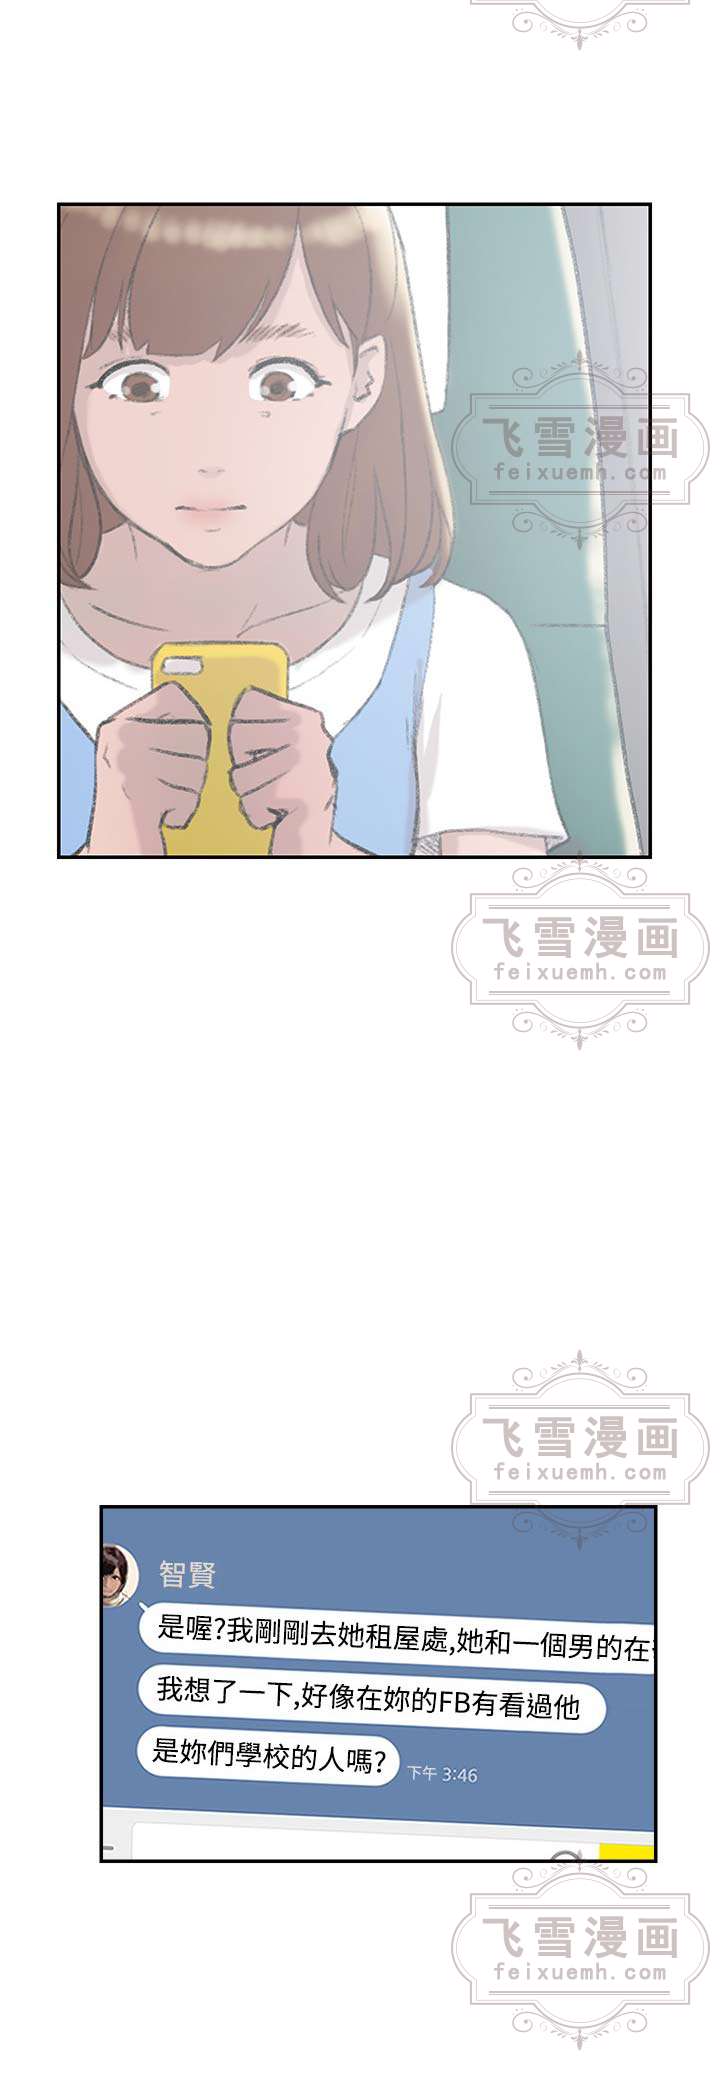 飞雪漫画
feixuemh.com
飞雪漫画
feixuemh.com
飞雪漫画
feixuemh.com
智賢
是喔?我剛剛去她租屋處,她和一個男的在
我想了一下,好像在妳的FB有看過他
是妳們學校的人嗎?
下午 3:46
飞雪漫画
feixuemh.com